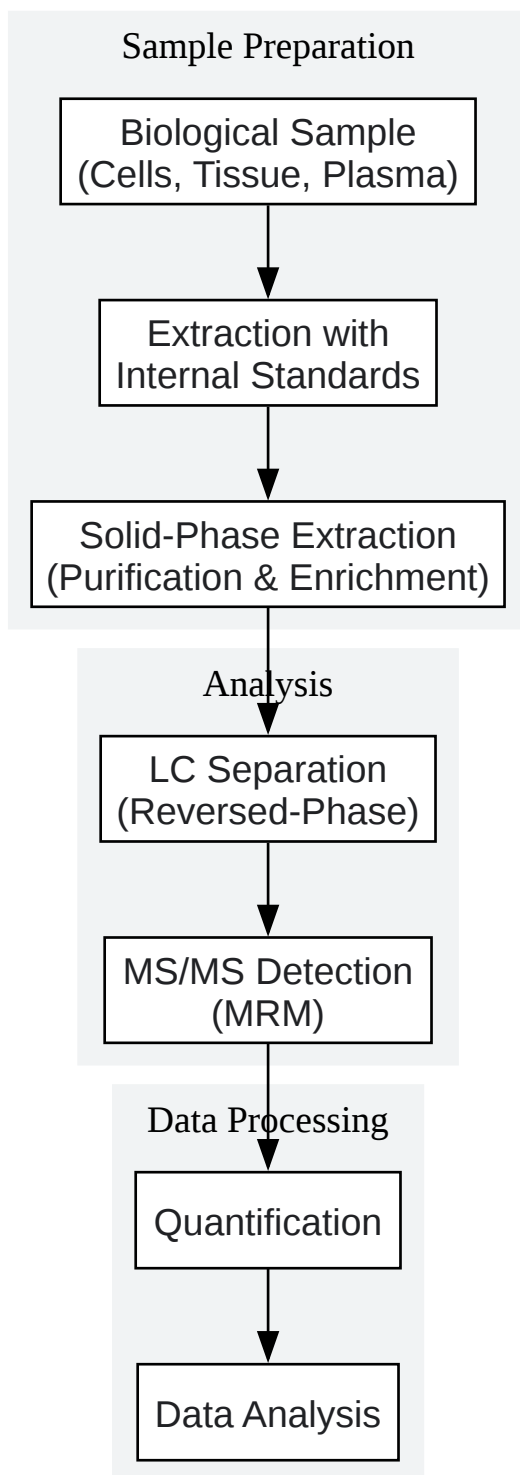 Sample Preparation
Biological Sample
(Cells, Tissue, Plasma)
Extraction with
Internal Standards
Solid-Phase Extraction
(Purification & Enrichment)
Analysis
LC Separation
(Reversed-Phase)
MS/MS Detection
(MRM)
Data Processing
Quantification
Data Analysis